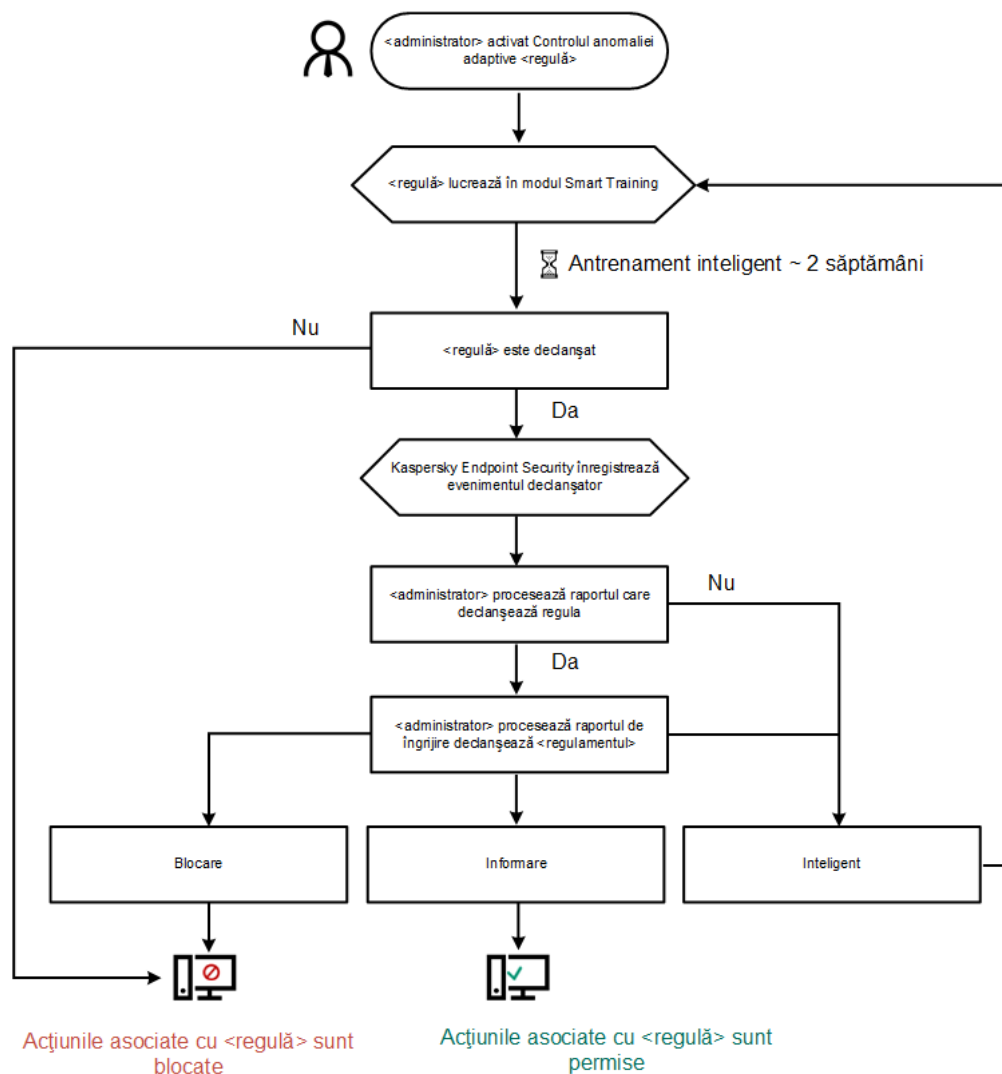 <administrator> activat Controlul anomaliei
adaptive <regulă>
<regulă> lucrează în modul Smart Training
Antrenament inteligent ~ 2 săptămâni
Nu
<regulă> este declanșat
Da
Kaspersky Endpoint Security înregistrează
evenimentul declanșator
<administrator> procesează raportul care
declanșează regula
Nu
Da
<administrator> procesează raportul de
îngrijire declanșează <regulamentul>
Blocare
Informare
Inteligent
Acţiunile asociate cu <regulă> sunt
blocate
Acţiunile asociate cu <regulă> sunt
permise